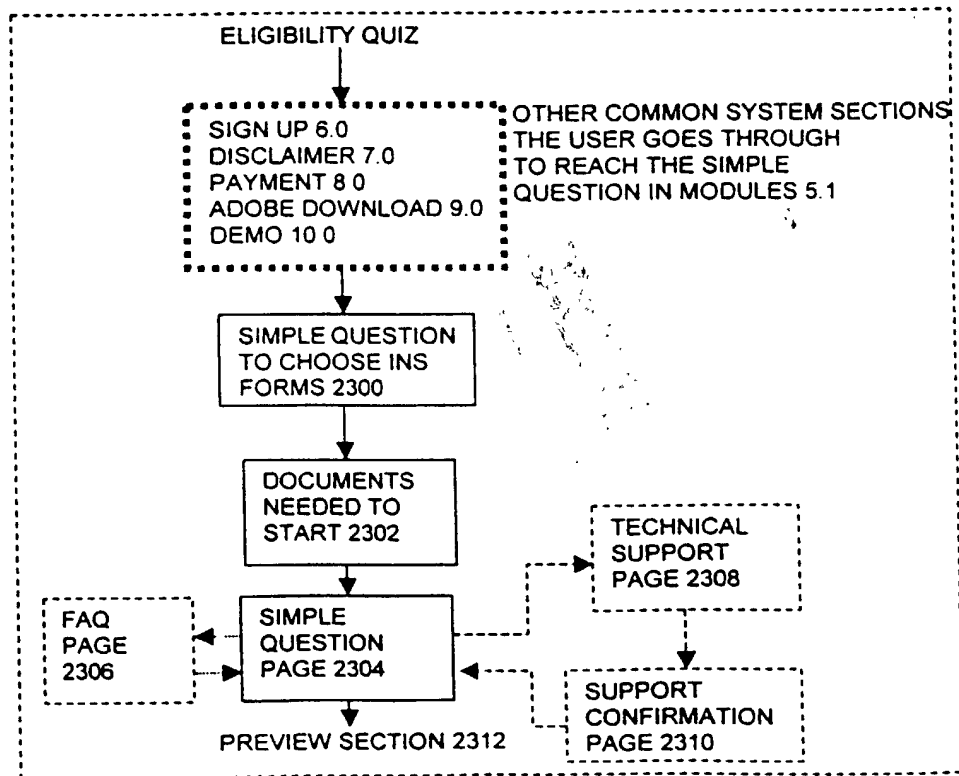 ELIGIBILITY QUIZ
SIGN UP 6.0
DISCLAIMER 7.0
PAYMENT 8 0
ADOBE DOWNLOAD 9.0
DEMO 10 0
OTHER COMMON SYSTEM SECTIONS
THE USER GOES THROUGH
TO REACH THE SIMPLE
QUESTION IN MODULES 5.1
SIMPLE QUESTION
TO CHOOSE INS
FORMS 2300
DOCUMENTS
NEEDED TO
START 2302
TECHNICAL
SUPPORT
PAGE 2308
FAQ
PAGE
2306
SIMPLE
QUESTION
PAGE 2304
SUPPORT
CONFIRMATION
PAGE 2310
PREVIEW SECTION 2312